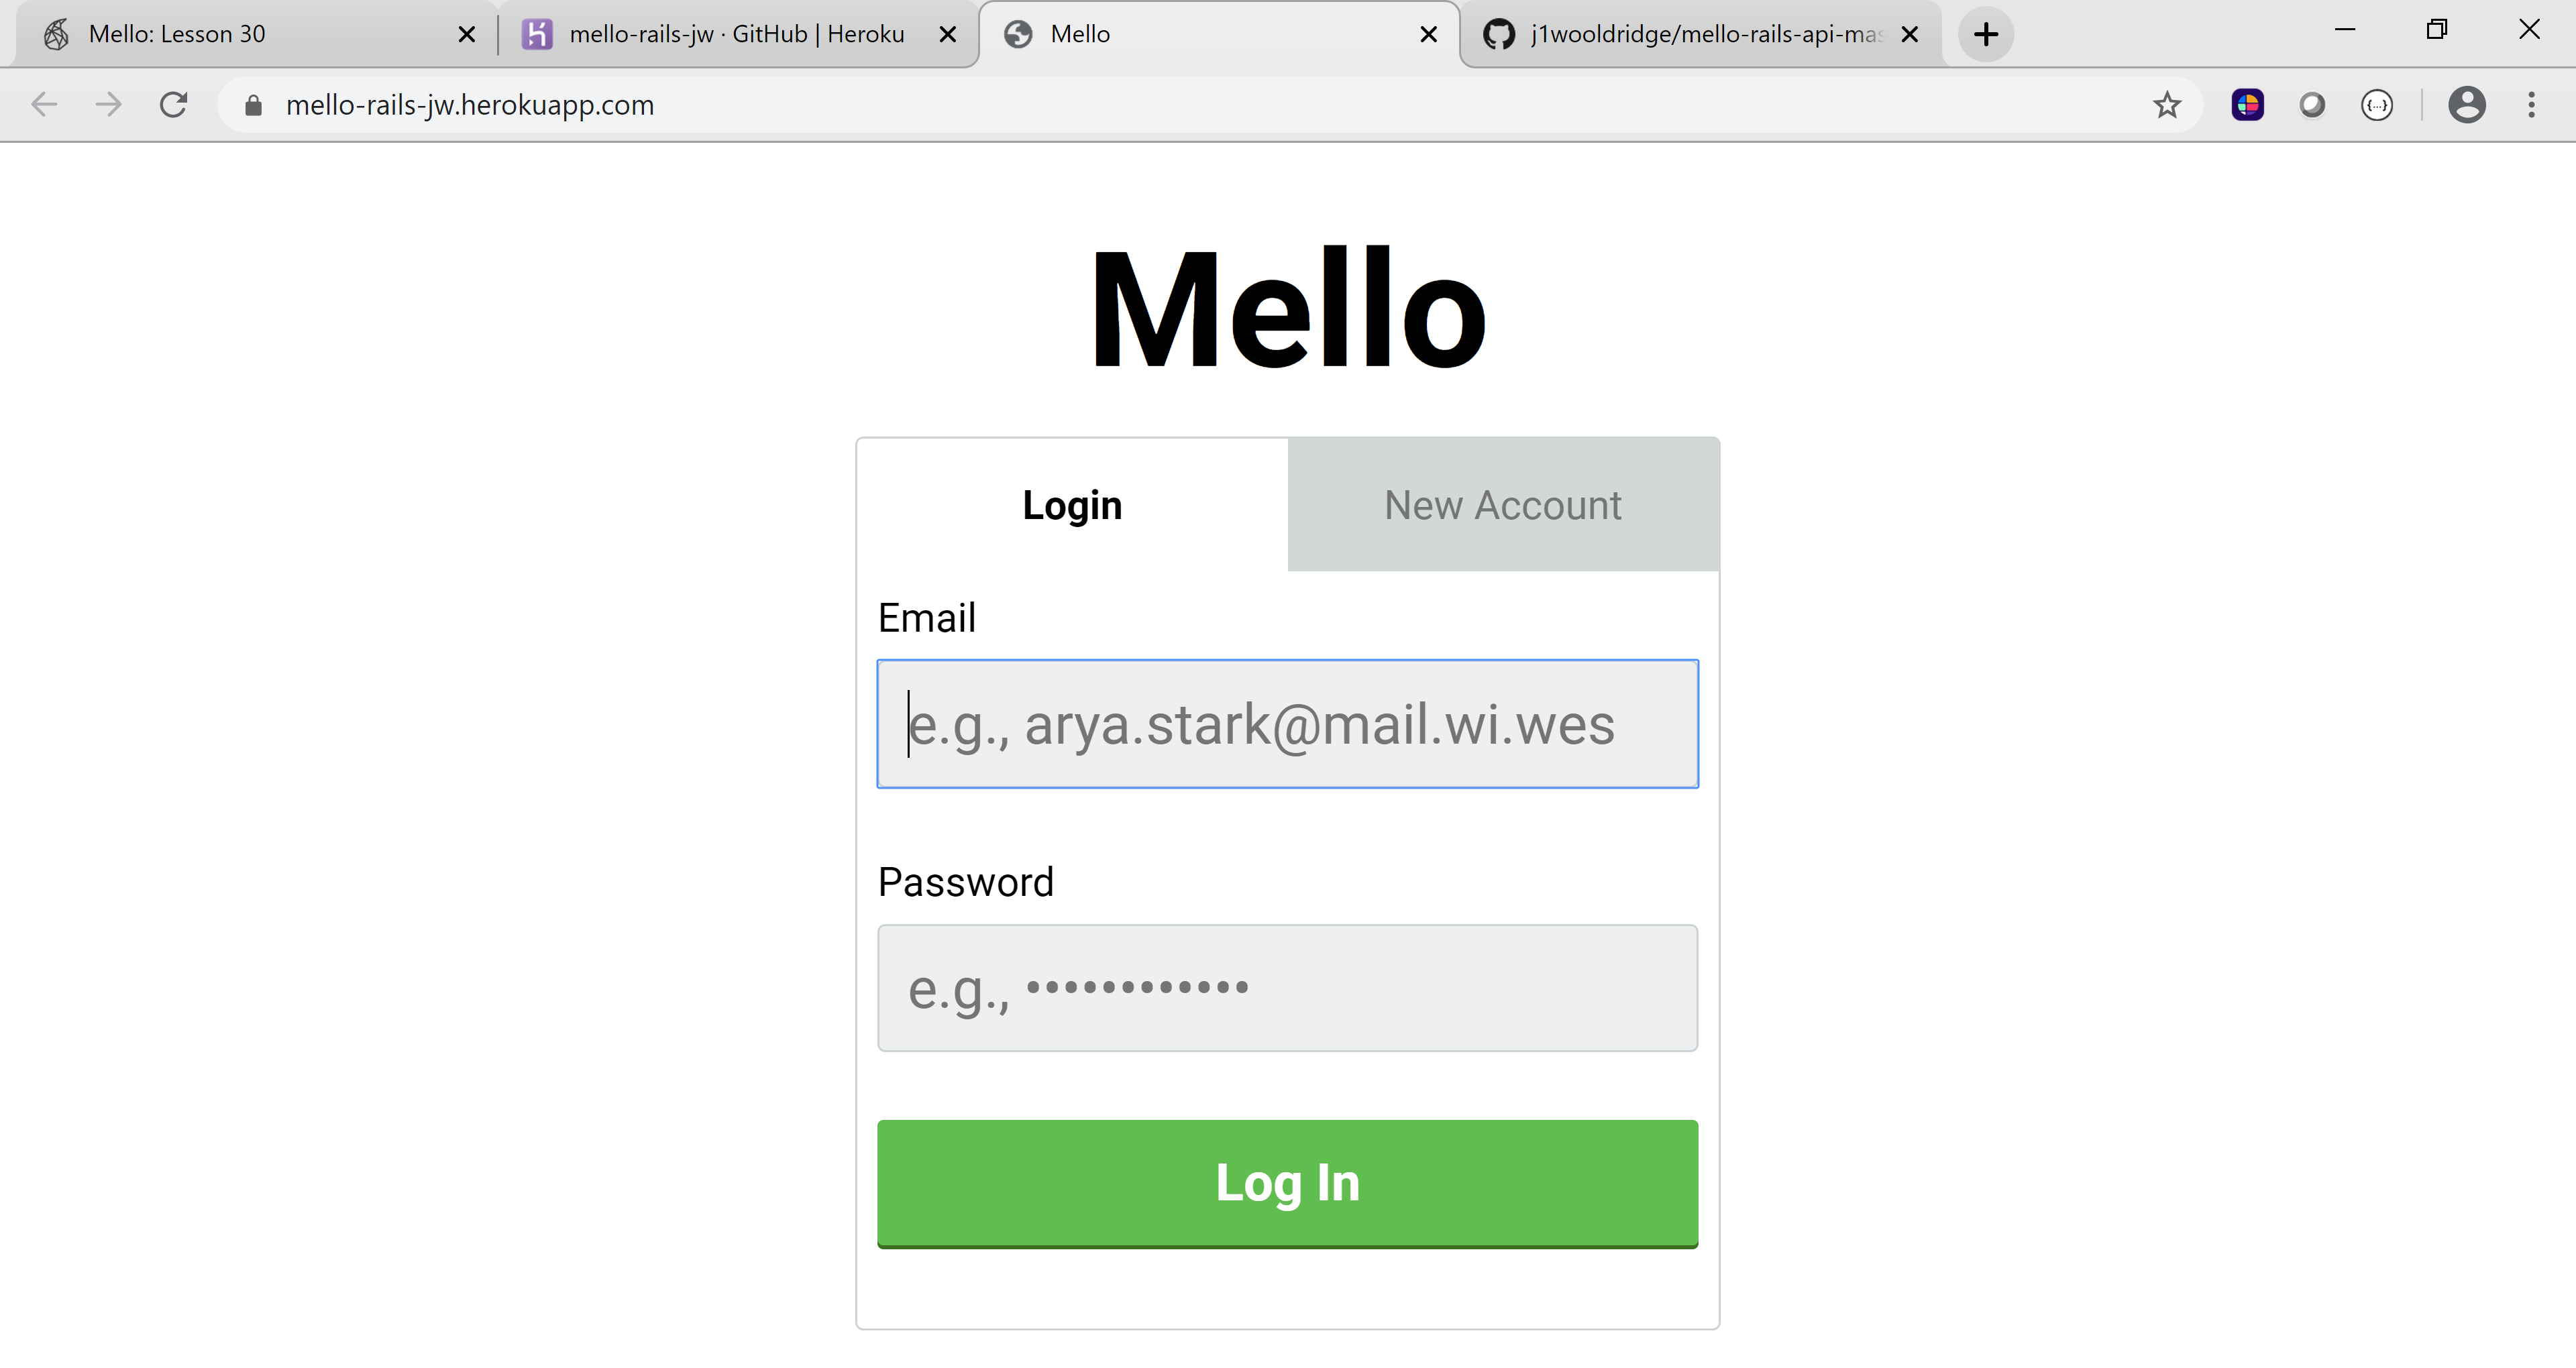 Mello: Lesson 30
mello-rails-jw · GitHub | Heroku
Mello
j1wooldridge/mello-rails-api-mas
mello-rails-jw.herokuapp.com
{...}
Mello
Login
New Account
Email
e.g., arya.stark@mail.wi.wes
Password
e.g., ••••••••••••
Log In